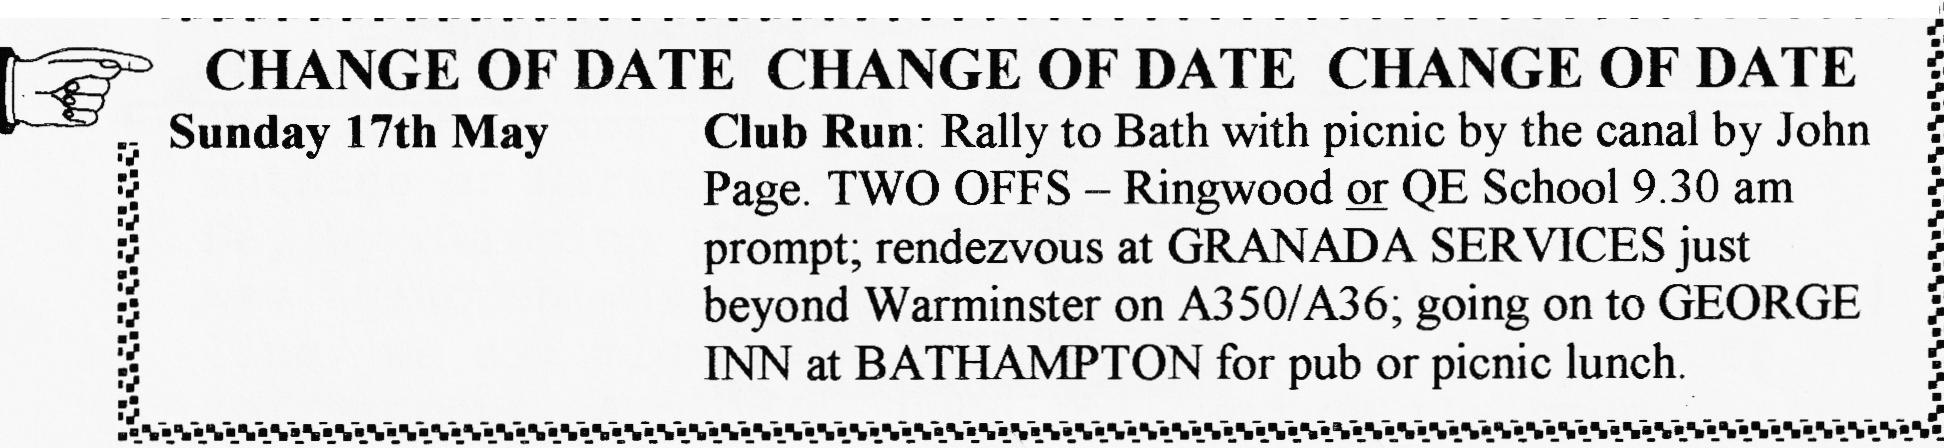 CHANGE OF DATE CHANGE OF DATE CHANGE OF DATE
Sunday 17th May Club Run: Rally to Bath with picnic by the canal by John
Page. TWO OFFS – Ringwood or QE School 9.30 am
prompt; rendezvous at GRANADA SERVICES just
beyond Warminster on A350/A36; going on to GEORGE
INN at BATHAMPTON for pub or picnic lunch.